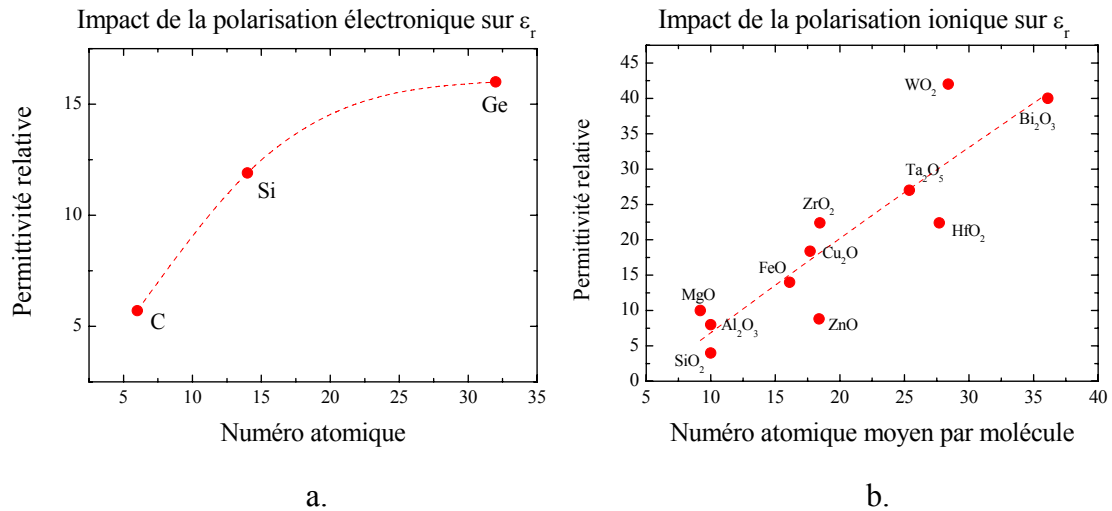 Impact de la polarisation électronique sur εᵣ
Permittivité relative
15
10
5
Ge
Si
C
5 10 15 20 25 30 35
Numéro atomique
a.
Impact de la polarisation ionique sur εᵣ
Permittivité relative
45
40
35
30
25
20
15
10
5
0
WO₂
Bi₂O₃
Ta₂O₅
ZrO₂
HfO₂
Cu₂O
FeO
MgO
Al₂O₃
ZnO
SiO₂
5 10 15 20 25 30 35 40
Numéro atomique moyen par molécule
b.